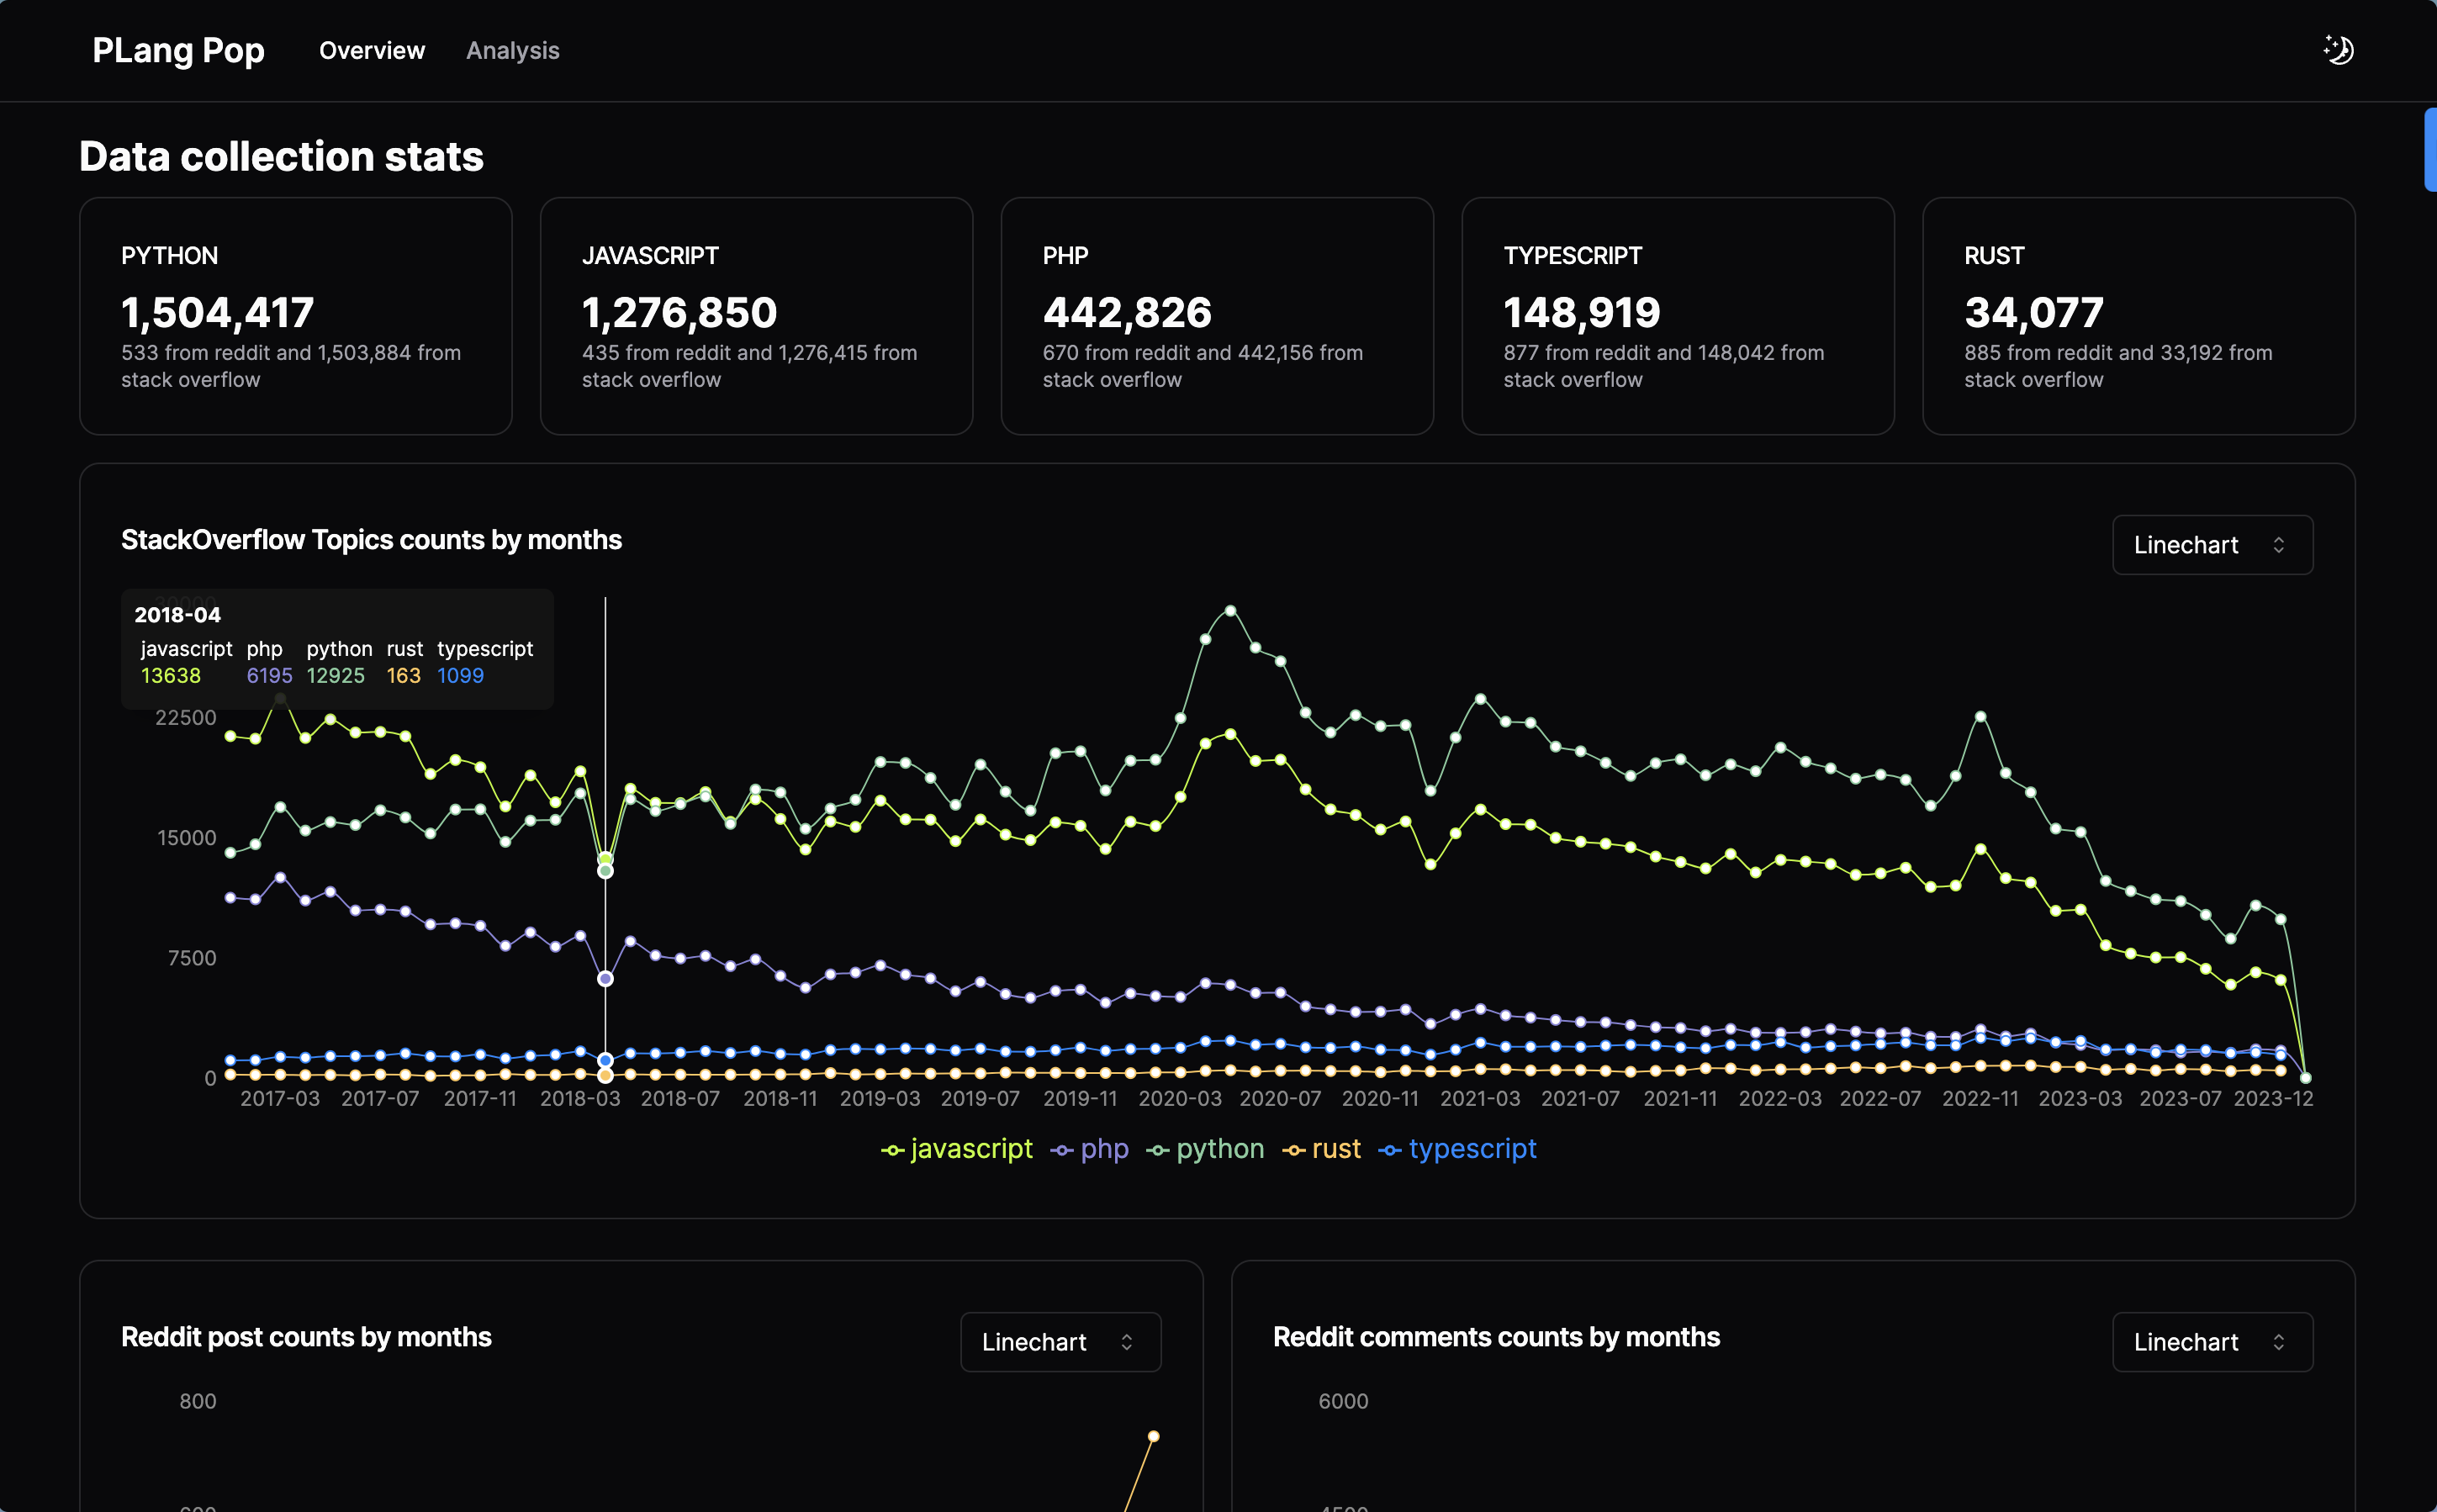 PLang Pop Overview Analysis
Data collection stats
PYTHON
1,504,417
533 from reddit and 1,503,884 from
stack overflow
JAVASCRIPT
1,276,850
435 from reddit and 1,276,415 from
stack overflow
PHP
442,826
670 from reddit and 442,156 from
stack overflow
TYPESCRIPT
148,919
877 from reddit and 148,042 from
stack overflow
RUST
34,077
885 from reddit and 33,192 from
stack overflow
StackOverflow Topics counts by months
Linechart
30000
2018-04
javascript php python rust typescript
13638 6195 12925 163 1099
22500
15000
7500
0
2017-03 2017-07 2017-11 2018-03 2018-07 2018-11 2019-03 2019-07 2019-11 2020-03 2020-07 2020-11 2021-03 2021-07 2021-11 2022-03 2022-07 2022-11 2023-03 2023-07 2023-12
javascript php python rust typescript
Reddit post counts by months
Linechart
800
600
Reddit comments counts by months
Linechart
6000
4500